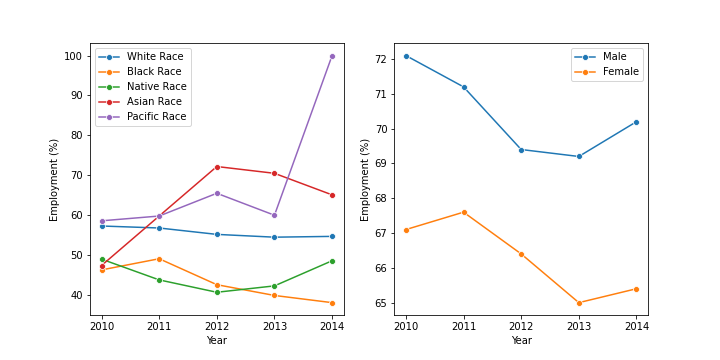 White Race
Black Race
Native Race
Asian Race
Pacific Race
100
90
80
70
60
50
40
Employment (%)
2010 2011 2012 2013 2014
Year
Male
Female
72
71
70
69
68
67
66
65
Employment (%)
2010 2011 2012 2013 2014
Year